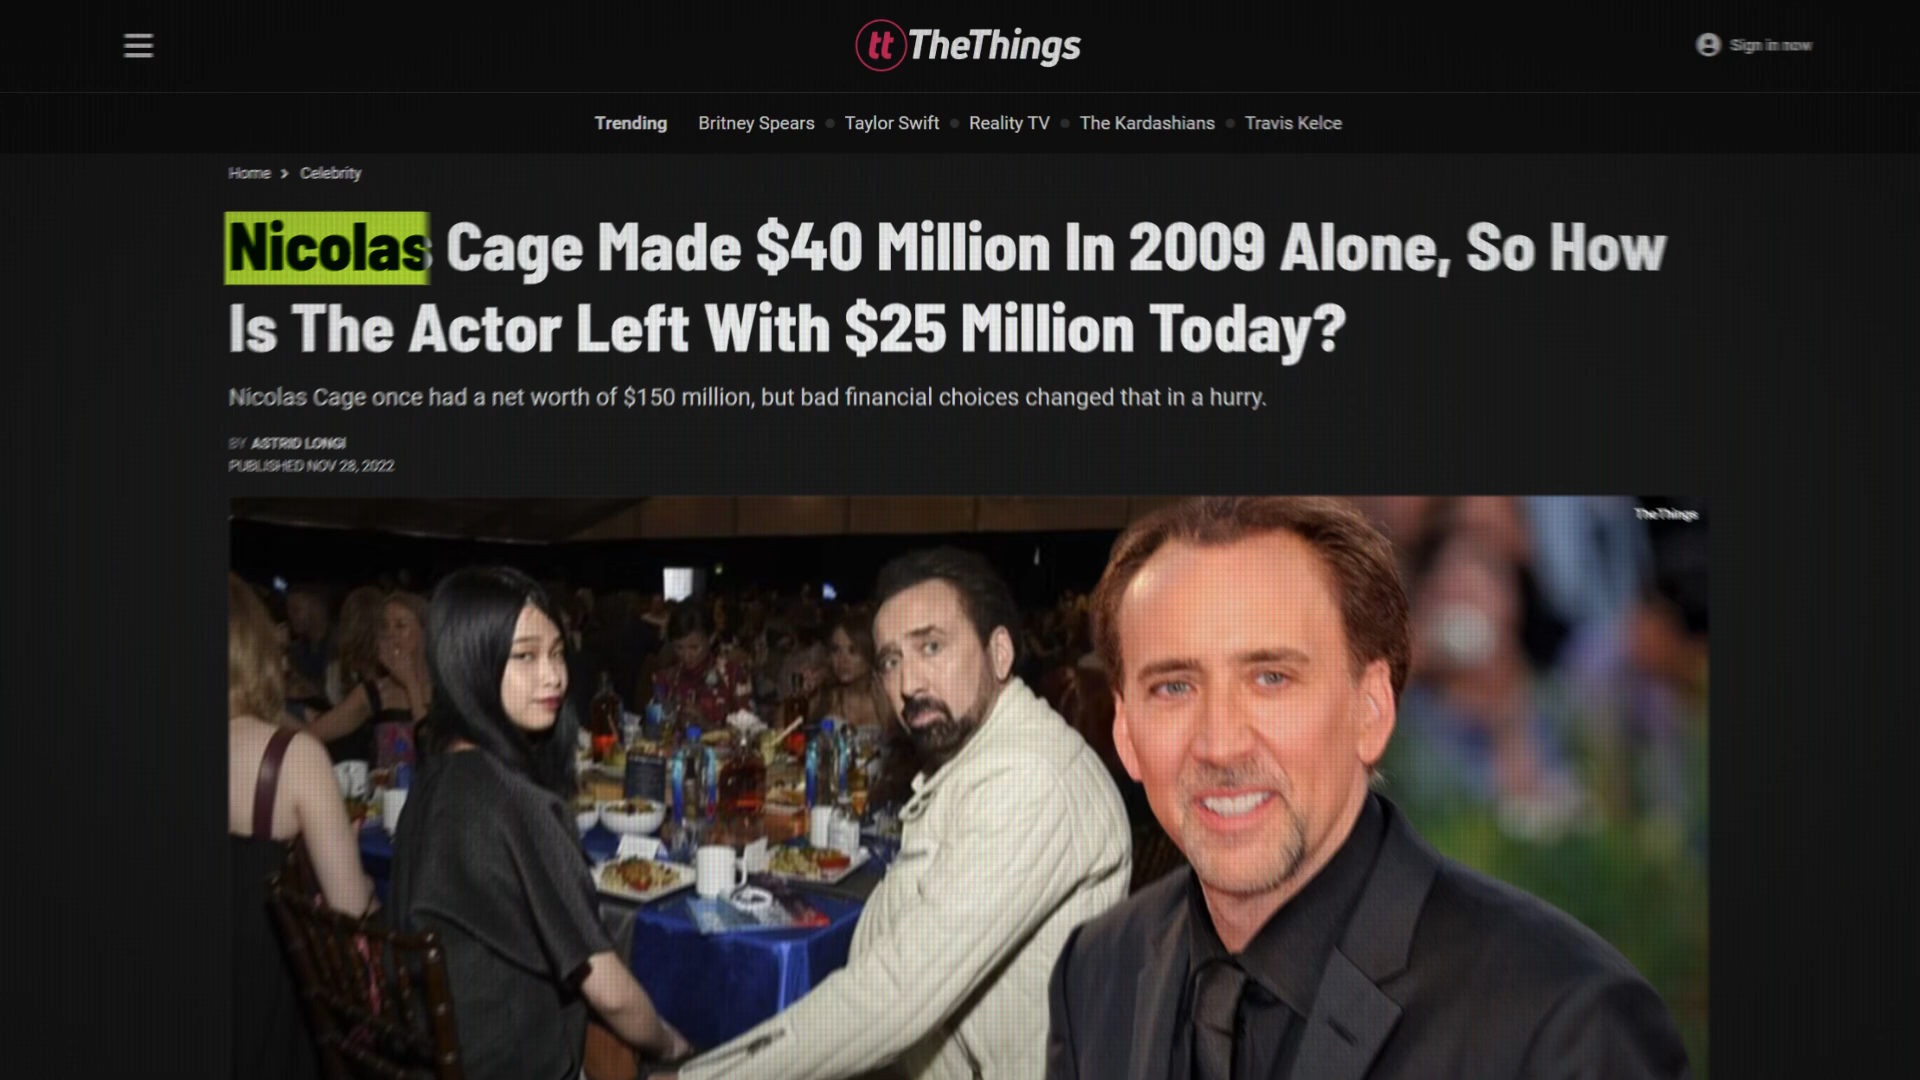 tt TheThings
Sign in now
Trending Britney Spears Taylor Swift Reality TV The Kardashians Travis Kelce
Home > Celebrity
Nicolas Cage Made $40 Million In 2009 Alone, So How
Is The Actor Left With $25 Million Today?
Nicolas Cage once had a net worth of $150 million, but bad financial choices changed that in a hurry.
BY ASTRID LONGI
PUBLISHED NOV 28, 2022
TheThings